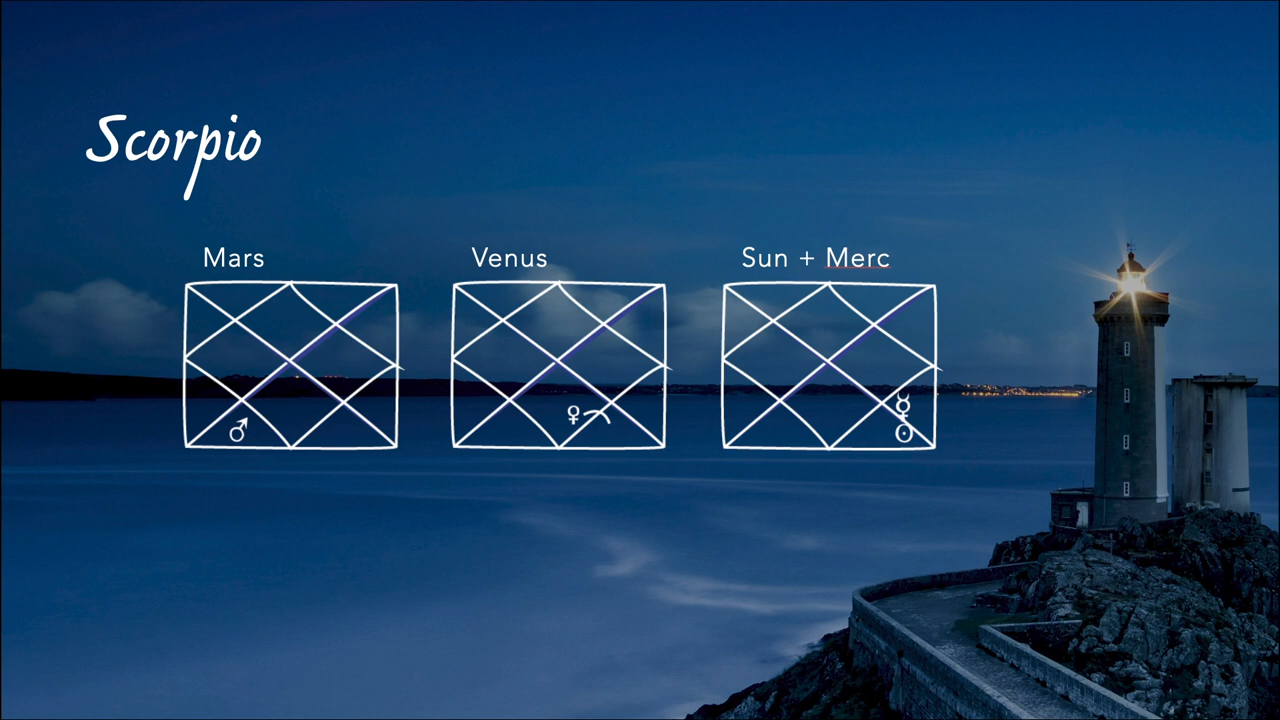 Scorpio
Mars
Venus
Sun + Merc
♂
♀
☿
☉